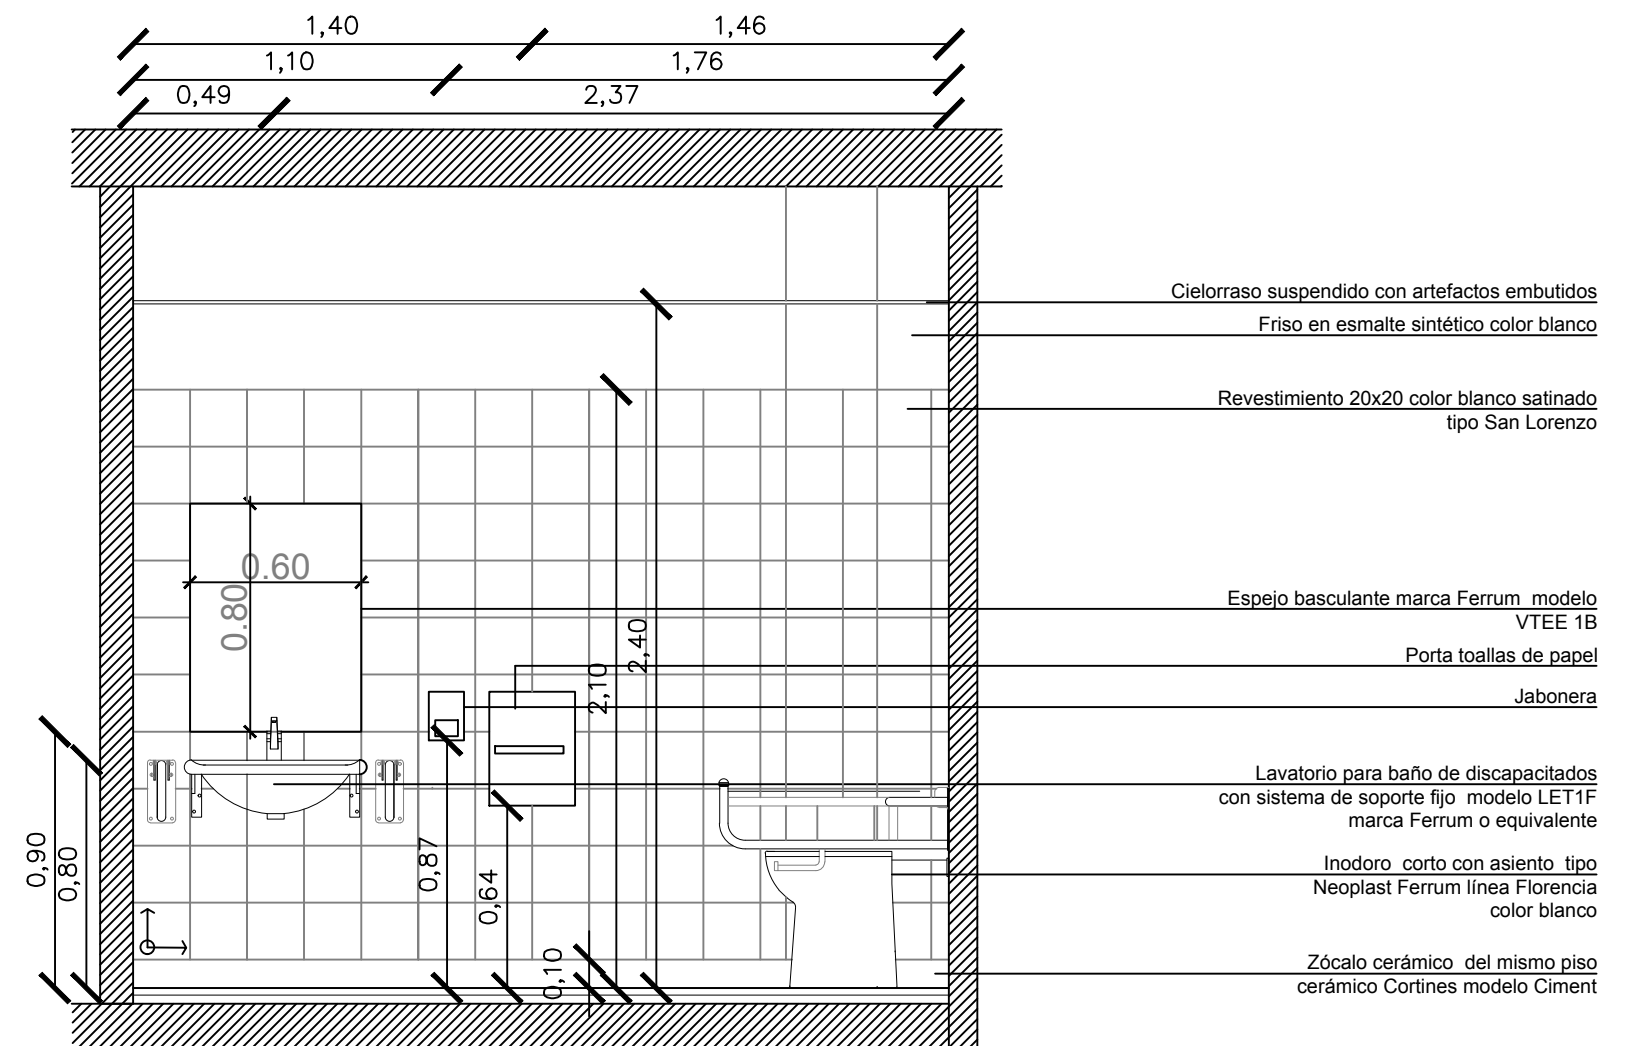 1,40
1,46
1,10
1,76
0,49
2,37
Cielorraso suspendido con artefactos embutidos
Friso en esmalte sintético color blanco
Revestimiento 20x20 color blanco satinado
tipo San Lorenzo
0.60
0.80
Espejo basculante marca Ferrum modelo
VTEE 1B
2,40
2,10
Porta toallas de papel
Jabonera
Lavatorio para baño de discapacitados
con sistema de soporte fijo modelo LET1F
marca Ferrum o equivalente
0,90
0,80
0,87
0,64
Inodoro corto con asiento tipo
Neoplast Ferrum línea Florencia
color blanco
0,10
Zócalo cerámico del mismo piso
cerámico Cortines modelo Ciment